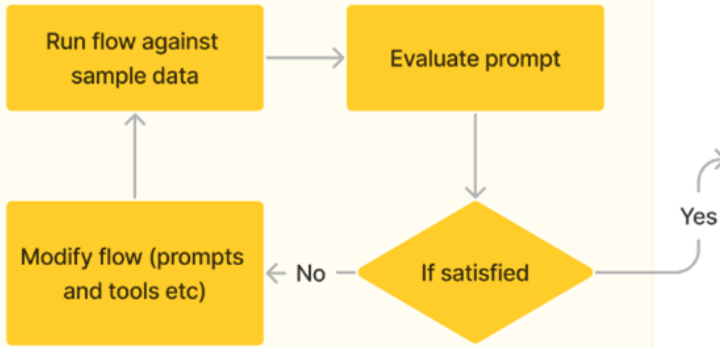 Run flow against
sample data
Evaluate prompt
Yes
Modify flow (prompts
and tools etc)
No
If satisfied